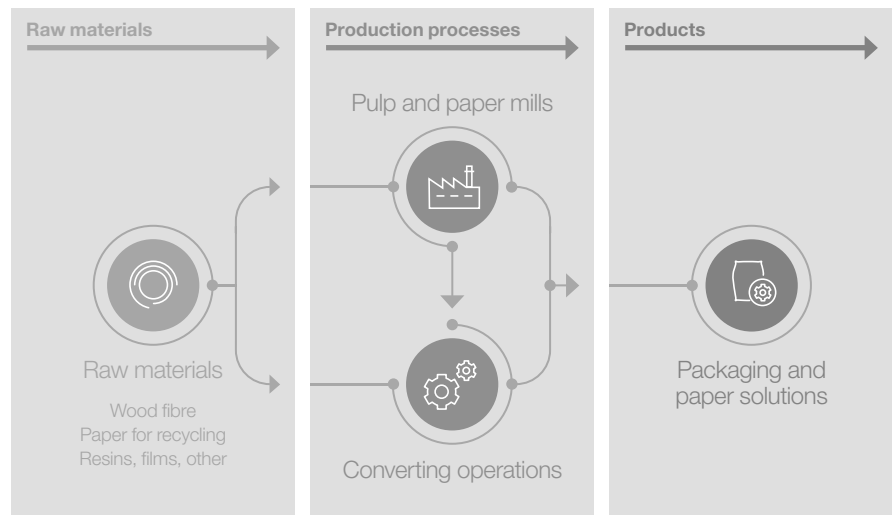 Raw materials
Production processes
Products
Pulp and paper mills
Raw materials
Wood fibre
Paper for recycling
Resins, films, other
Converting operations
Packaging and
paper solutions